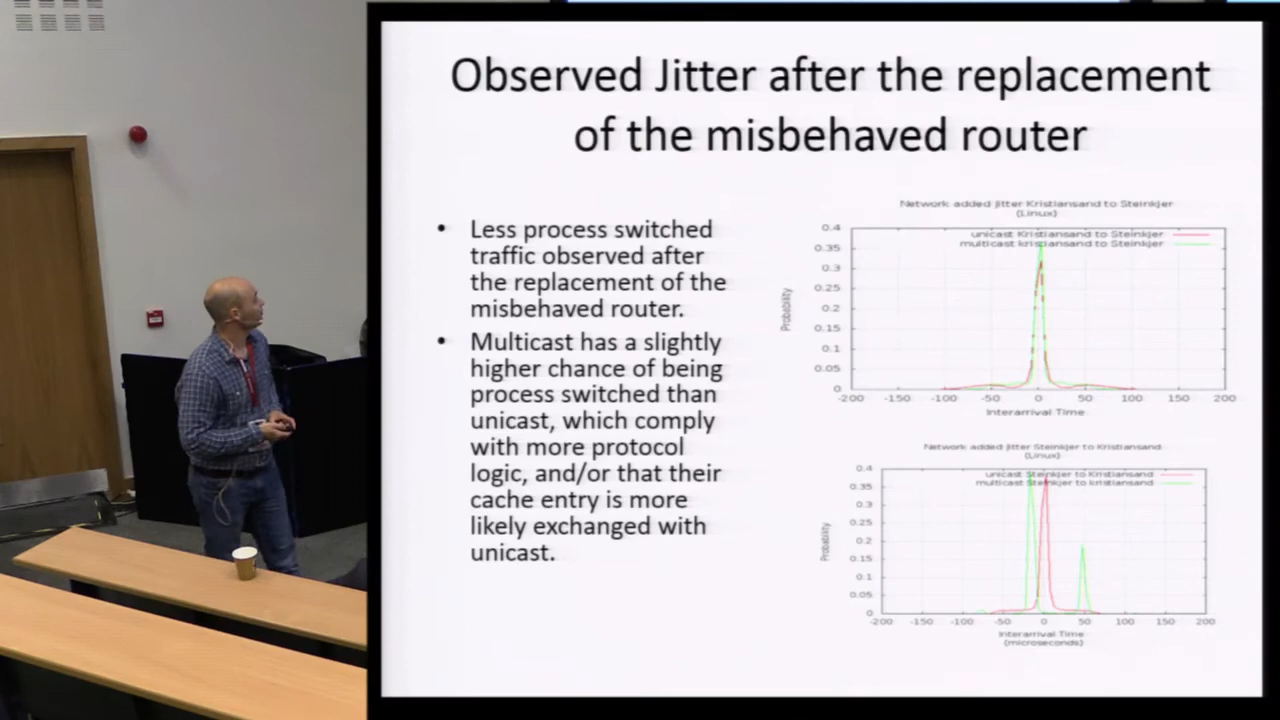 Observed Jitter after the replacement
of the misbehaved router
• Less process switched
traffic observed after
the replacement of the
misbehaved router.
• Multicast has a slightly
higher chance of being
process switched than
unicast, which comply
with more protocol
logic, and/or that their
cache entry is more
likely exchanged with
unicast.
Network added jitter Kristiansand to Steinkjer
(Linux)
unicast Kristiansand to Steinkjer
multicast kristiansand to Steinkjer
0.4
0.35
0.3
0.25
0.2
0.15
0.1
0.05
0
Probability
-200 -150 -100 -50 0 50 100 150 200
Interarrival Time
Network added jitter Steinkjer to Kristiansand
(Linux)
unicast Steinkjer to Kristiansand
multicast Steinkjer to kristiansand
0.4
0.35
0.3
0.25
0.2
0.15
0.1
0.05
0
Probability
-200 -150 -100 -50 0 50 100 150 200
Interarrival Time
(microseconds)